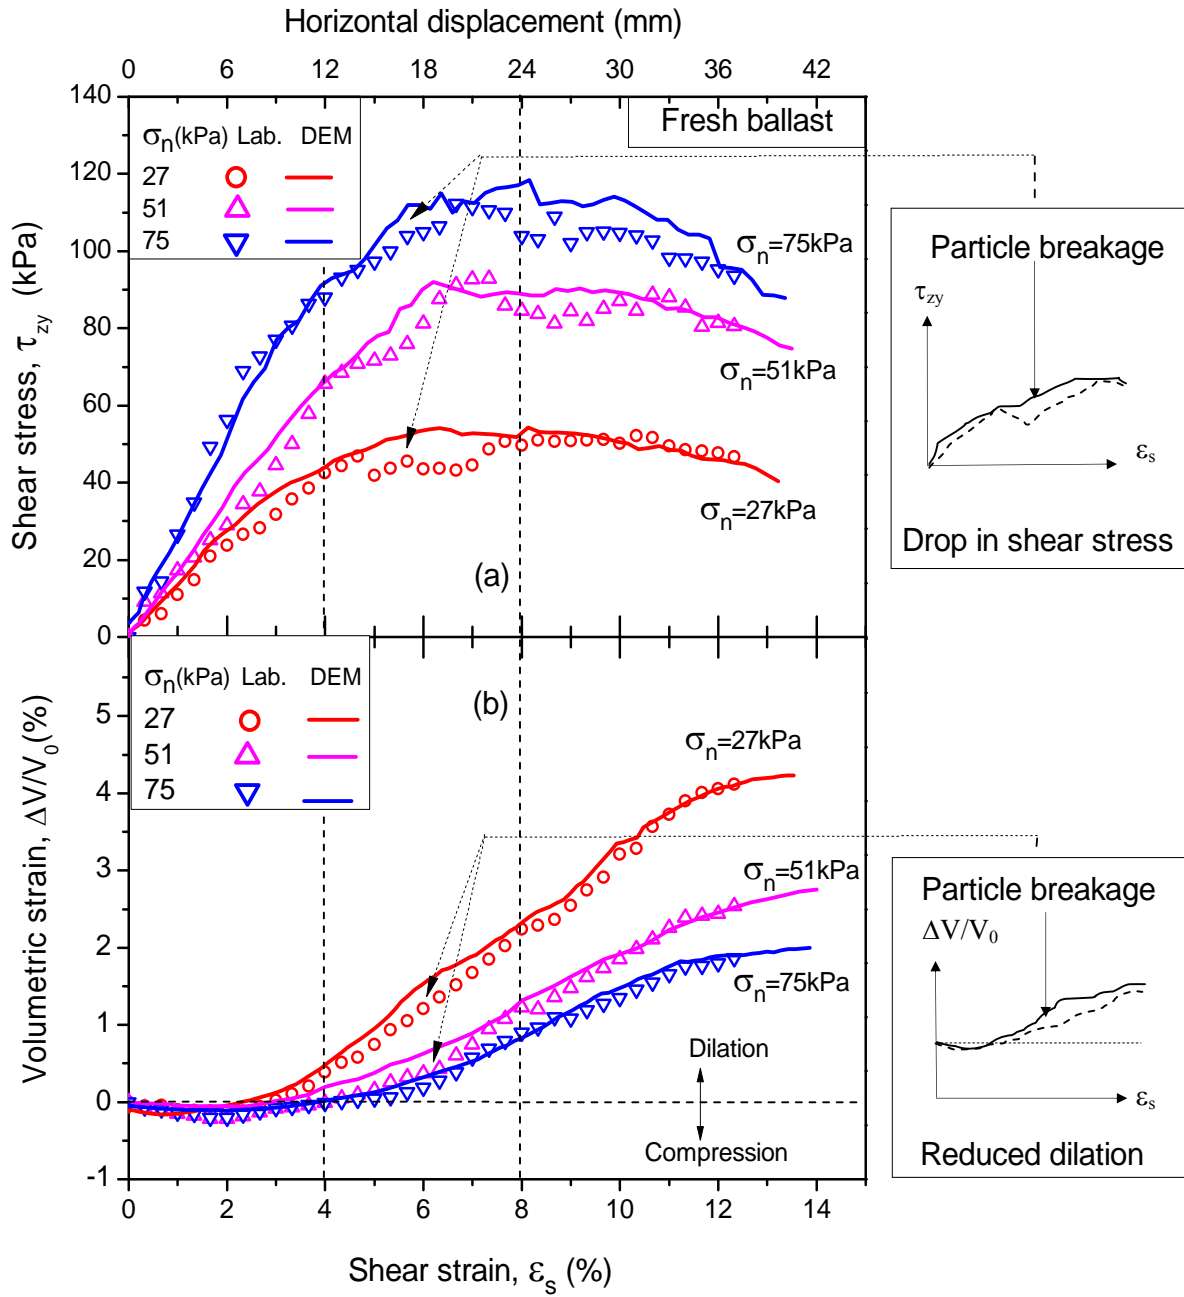 Horizontal displacement (mm)
0 6 12 18 24 30 36 42
140
120
100
80
60
40
20
0
Shear stress, τzy (kPa)
σn(kPa) Lab. DEM
27
51
75
Fresh ballast
σn=75kPa
σn=51kPa
σn=27kPa
(a)
Particle breakage
τzy
εs
Drop in shear stress
5
4
3
2
1
0
-1
Volumetric strain, ΔV/V0(%)
σn(kPa) Lab. DEM
27
51
75
(b)
σn=27kPa
σn=51kPa
σn=75kPa
Dilation
Compression
Particle breakage
ΔV/V0
εs
Reduced dilation
0 2 4 6 8 10 12 14
Shear strain, εs (%)